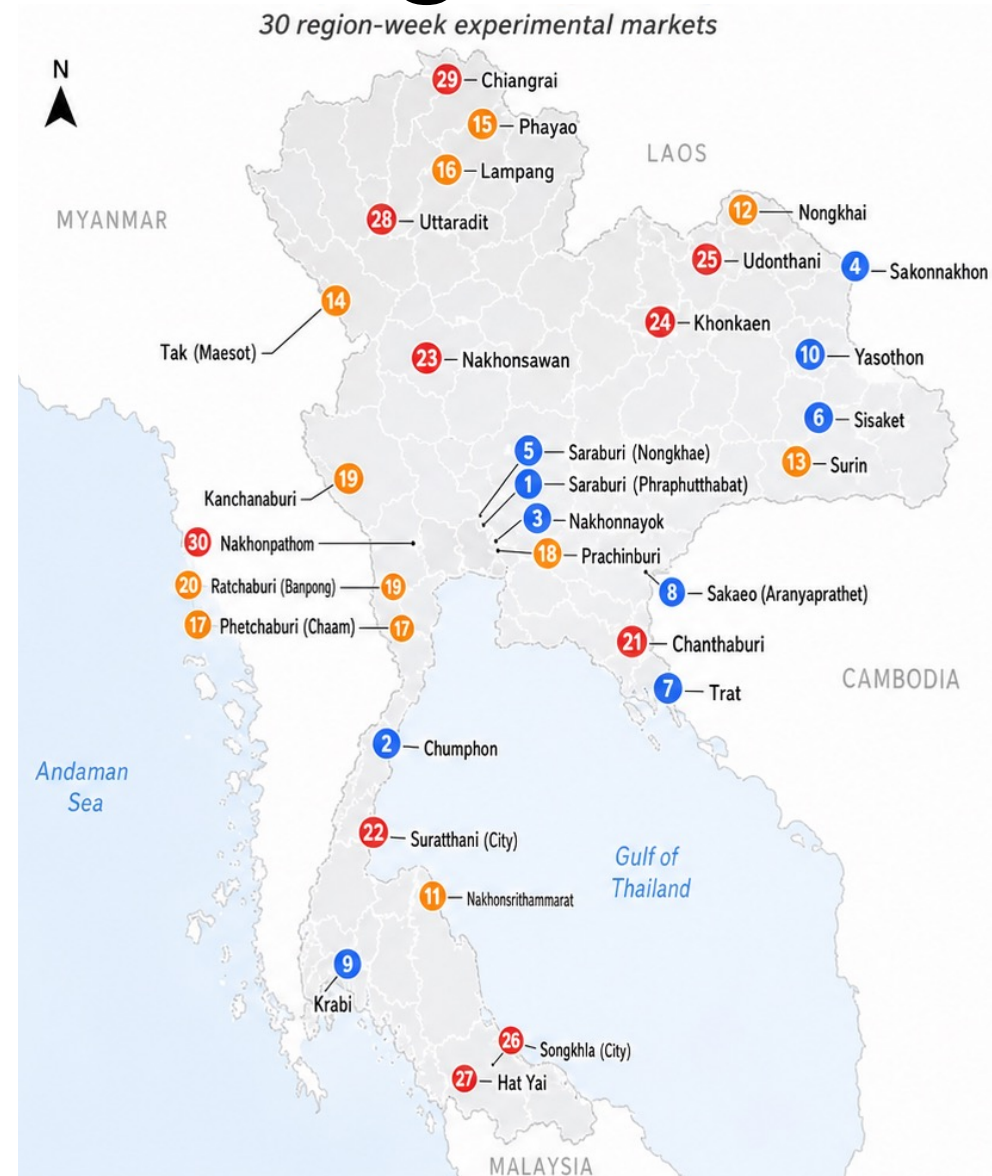 30 region-week experimental markets
N
29 Chiangrai
15 Phayao
LAOS
16 Lampang
MYANMAR
28 Uttaradit
12 Nongkhai
25 Udonthani
4 Sakonnakhon
14
Tak (Maesot)
24 Khonkaen
23 Nakhonsawan
10 Yasothon
6 Sisaket
5 Saraburi (Nongkhae)
13 Surin
19
Kanchanaburi
1 Saraburi (Phraphutthabat)
3 Nakhonnayok
30 Nakhonpathom
18 Prachinburi
20 Ratchaburi (Banpong) 19
8 Sakaeo (Aranyaprathet)
17 Phetchaburi (Chaam) 17
21 Chanthaburi
CAMBODIA
7 Trat
2 Chumphon
Andaman
Sea
22 Suratthani (City)
Gulf of
Thailand
11 Nakhonsrithammarat
9
Krabi
26 Songkhla (City)
27 Hat Yai
MALAYSIA